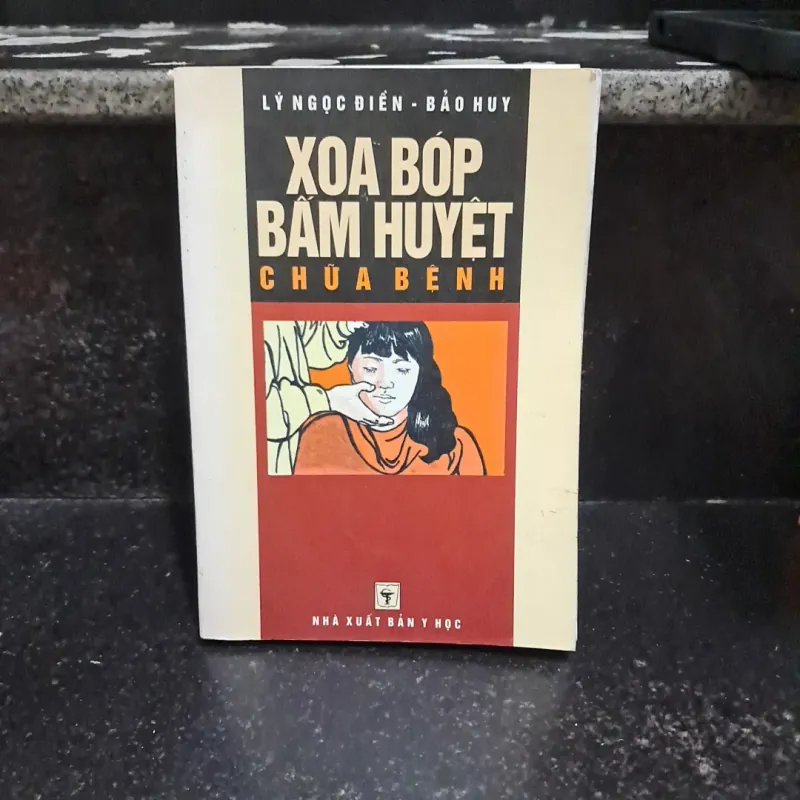 LÝ NGỌC ĐIỀN - BẢO HUY
XOA BÓP
BẤM HUYỆT
CHỮA BỆNH
NHÀ XUẤT BẢN Y HỌC